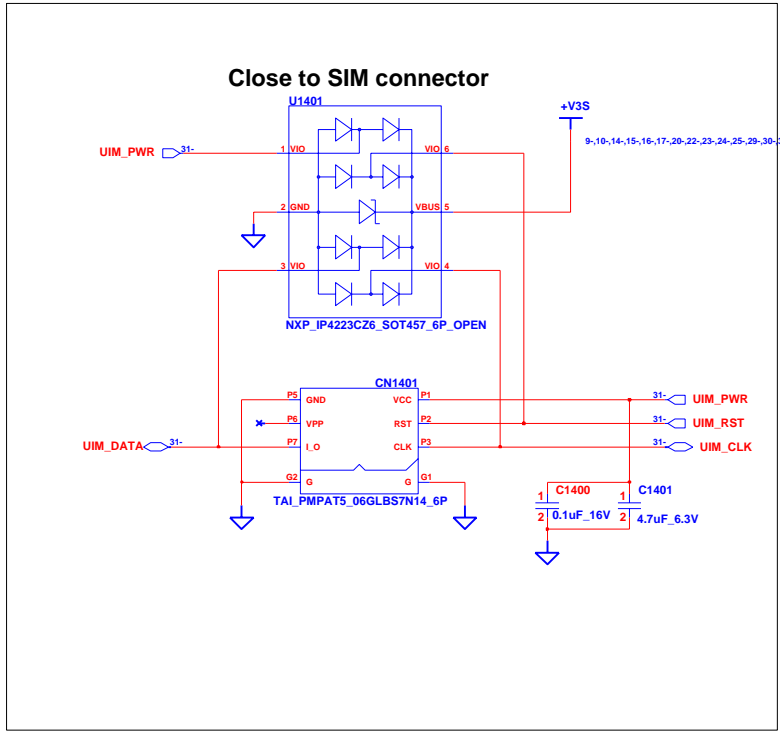 Close to SIM connector
U1401
+V3S
9-,10-,14-,15-,16-,17-,20-,22-,23-,24-,25-,29-,30-,3
UIM_PWR 31- 1 VIO VIO 6
2 GND VBUS 5
3 VIO VIO 4
NXP_IP4223CZ6_SOT457_6P_OPEN
CN1401
P5 GND VCC P1 31- UIM_PWR
P6 VPP RST P2 31- UIM_RST
UIM_DATA 31- P7 I_O CLK P3 31- UIM_CLK
G2 G G G1
TAI_PMPAT5_06GLBS7N14_6P
1 C1400 1 C1401
2 0.1uF_16V 2 4.7uF_6.3V